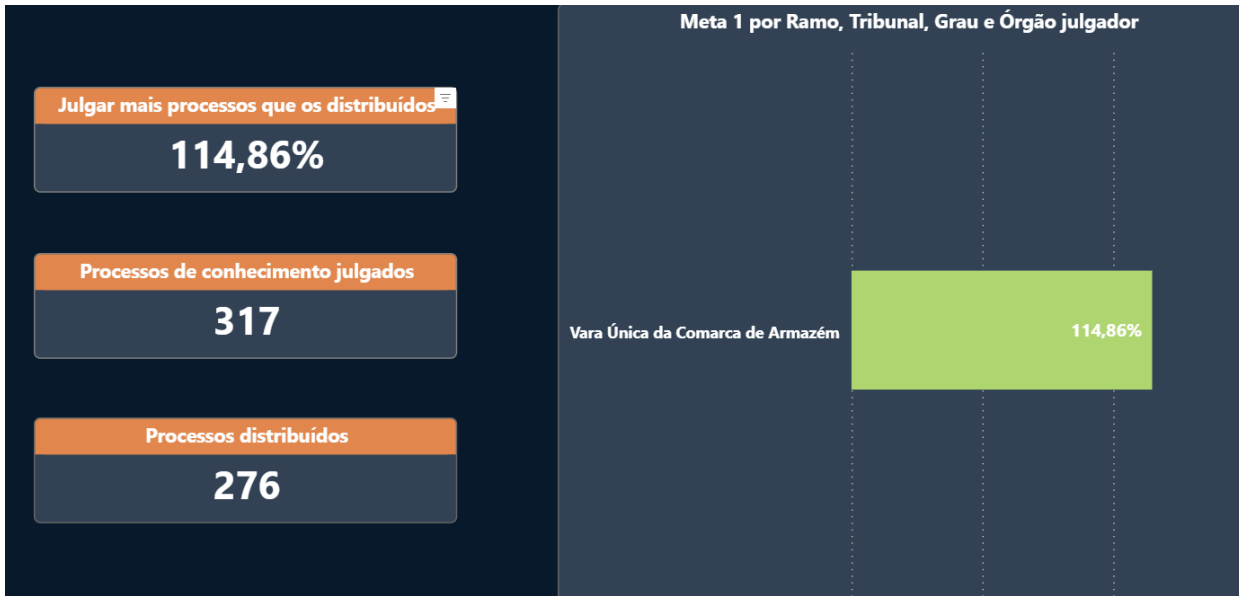 Julgar mais processos que os distribuídos
114,86%
Processos de conhecimento julgados
317
Processos distribuídos
276
Meta 1 por Ramo, Tribunal, Grau e Órgão julgador
Vara Única da Comarca de Armazém
114,86%